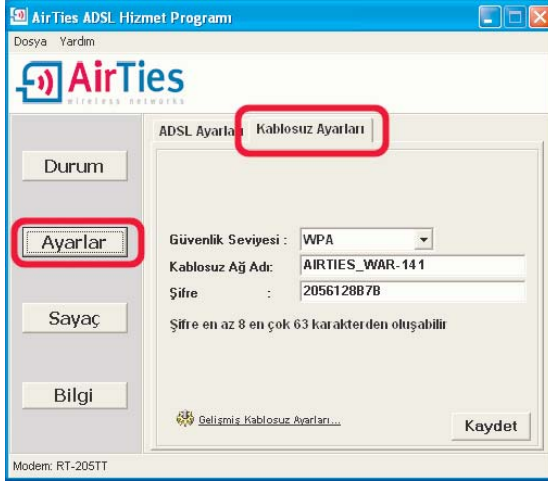 AirTies ADSL Hizmet Programı
Dosya Yardım
AirTies
wireless networks
ADSL Ayarla
Kablosuz Ayarları
Durum
Ayarlar
Sayaç
Bilgi
Güvenlik Seviyesi : WPA
Kablosuz Ağ Adı: AIRTIES_WAR-141
Şifre : 2056128B7B
Şifre en az 8 en çok 63 karakterden oluşabilir
Gelişmiş Kablosuz Ayarları...
Kaydet
Modem: RT-205TT